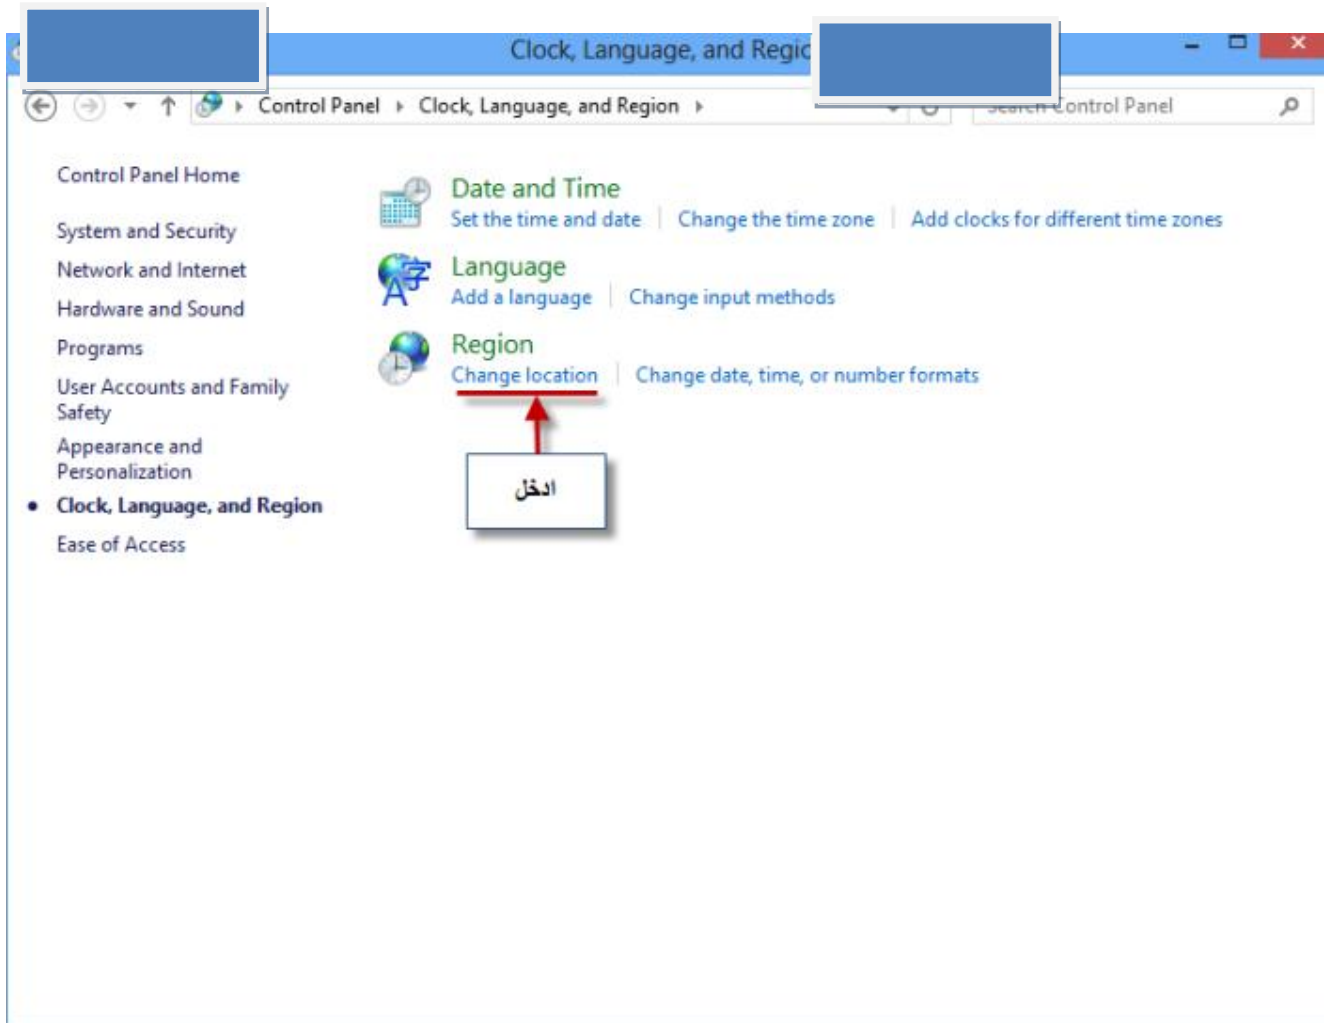 Clock, Language, and Regio
Control Panel Clock, Language, and Region
Search Control Panel
Control Panel Home
System and Security
Network and Internet
Hardware and Sound
Programs
User Accounts and Family
Safety
Appearance and
Personalization
Clock, Language, and Region
Ease of Access
Date and Time
Set the time and date Change the time zone Add clocks for different time zones
Language
Add a language Change input methods
Region
Change location Change date, time, or number formats
ادخل